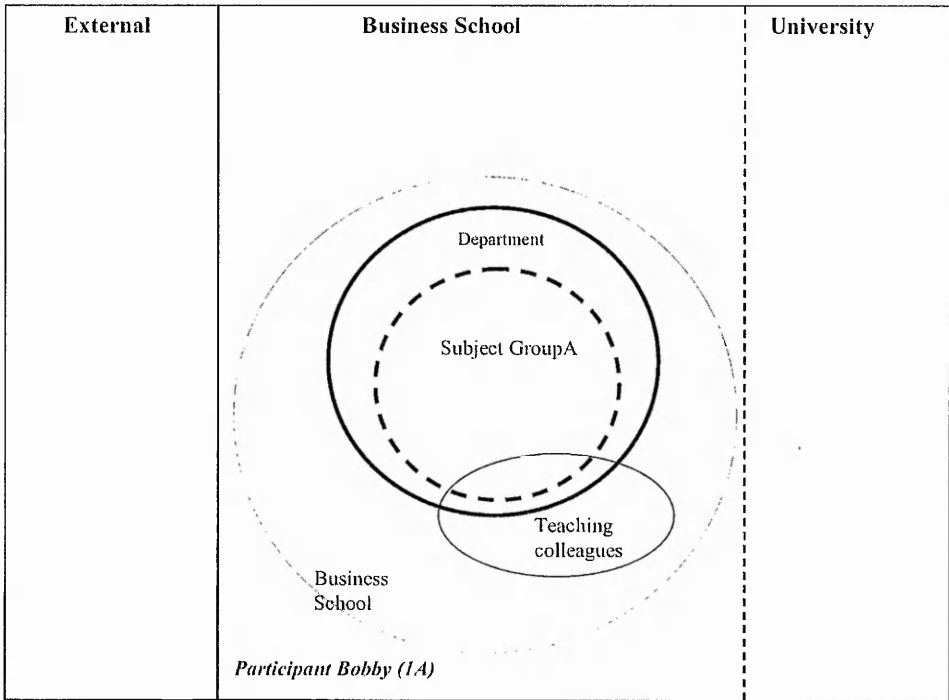 External
Business School
University
Department
Subject GroupA
Teaching
colleagues
Business
School
Participant Bobby (1A)